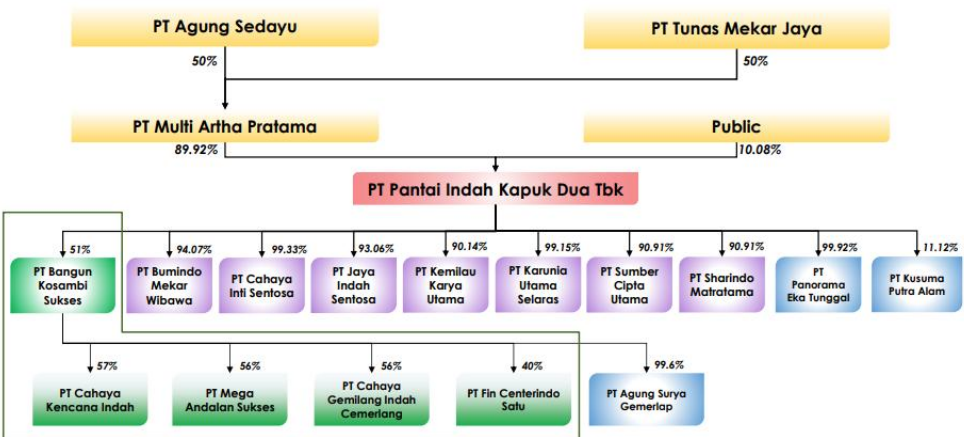 PT Agung Sedayu
PT Tunas Mekar Jaya
50%
50%
PT Multi Artha Pratama
Public
89.92%
10.08%
PT Pantai Indah Kapuk Dua Tbk
51%
94.07%
99.33%
93.06%
90.14%
99.15%
90.91%
90.91%
99.92%
11.12%
PT Bangun
Kosambi
Sukses
PT Bumindo
Mekar
Wibawa
PT Cahaya
Inti Sentosa
PT Jaya
Indah
Sentosa
PT Kemilau
Karya
Utama
PT Karunia
Utama
Selaras
PT Sumber
Cipta
Utama
PT Sharindo
Matratama
PT
Panorama
Eka Tunggal
PT Kusuma
Putra Alam
57%
56%
56%
40%
99.6%
PT Cahaya
Kencana Indah
PT Mega
Andalan Sukses
PT Cahaya
Gemilang Indah
Cemerlang
PT Fin Centerindo
Satu
PT Agung Surya
Gemerlap